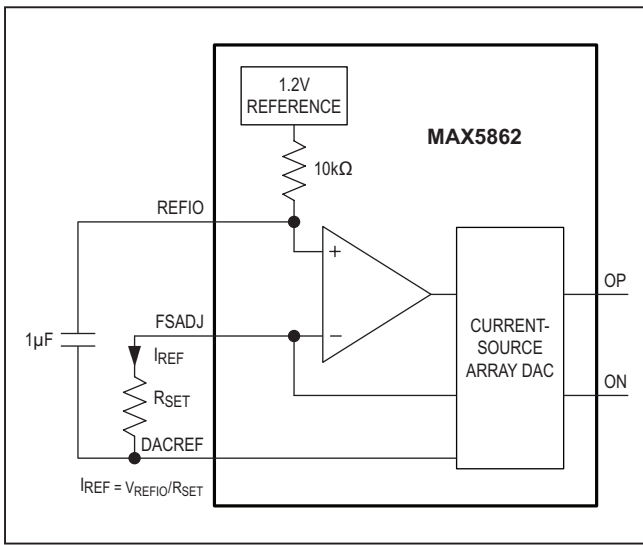 1.2V
REFERENCE
MAX5862
10kΩ
REFIO
+
OP
FSADJ
−
1µF
IREF
CURRENT-
SOURCE
ARRAY DAC
ON
RSET
DACREF
IREF = VREFIO/RSET